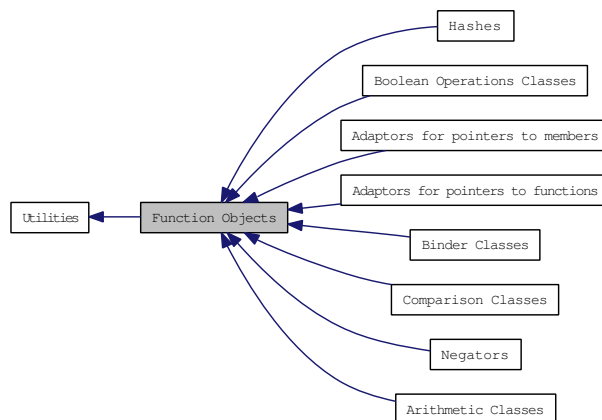 Hashes
Boolean Operations Classes
Adaptors for pointers to members
Adaptors for pointers to functions
Utilities
Function Objects
Binder Classes
Comparison Classes
Negators
Arithmetic Classes